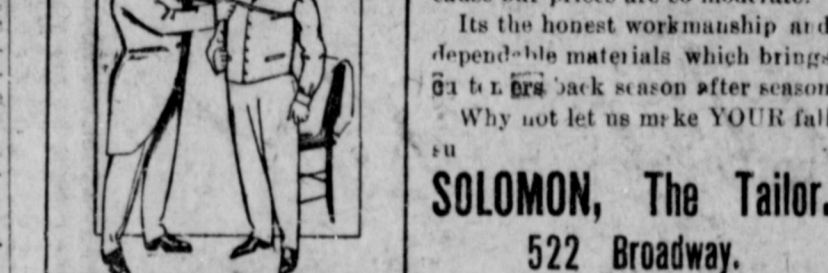 Its the honest workmanship and
dependable materials which brings
back season after season
Why not let us make YOUR fall
su
SOLOMON, The Tailor.
522 Broadway.